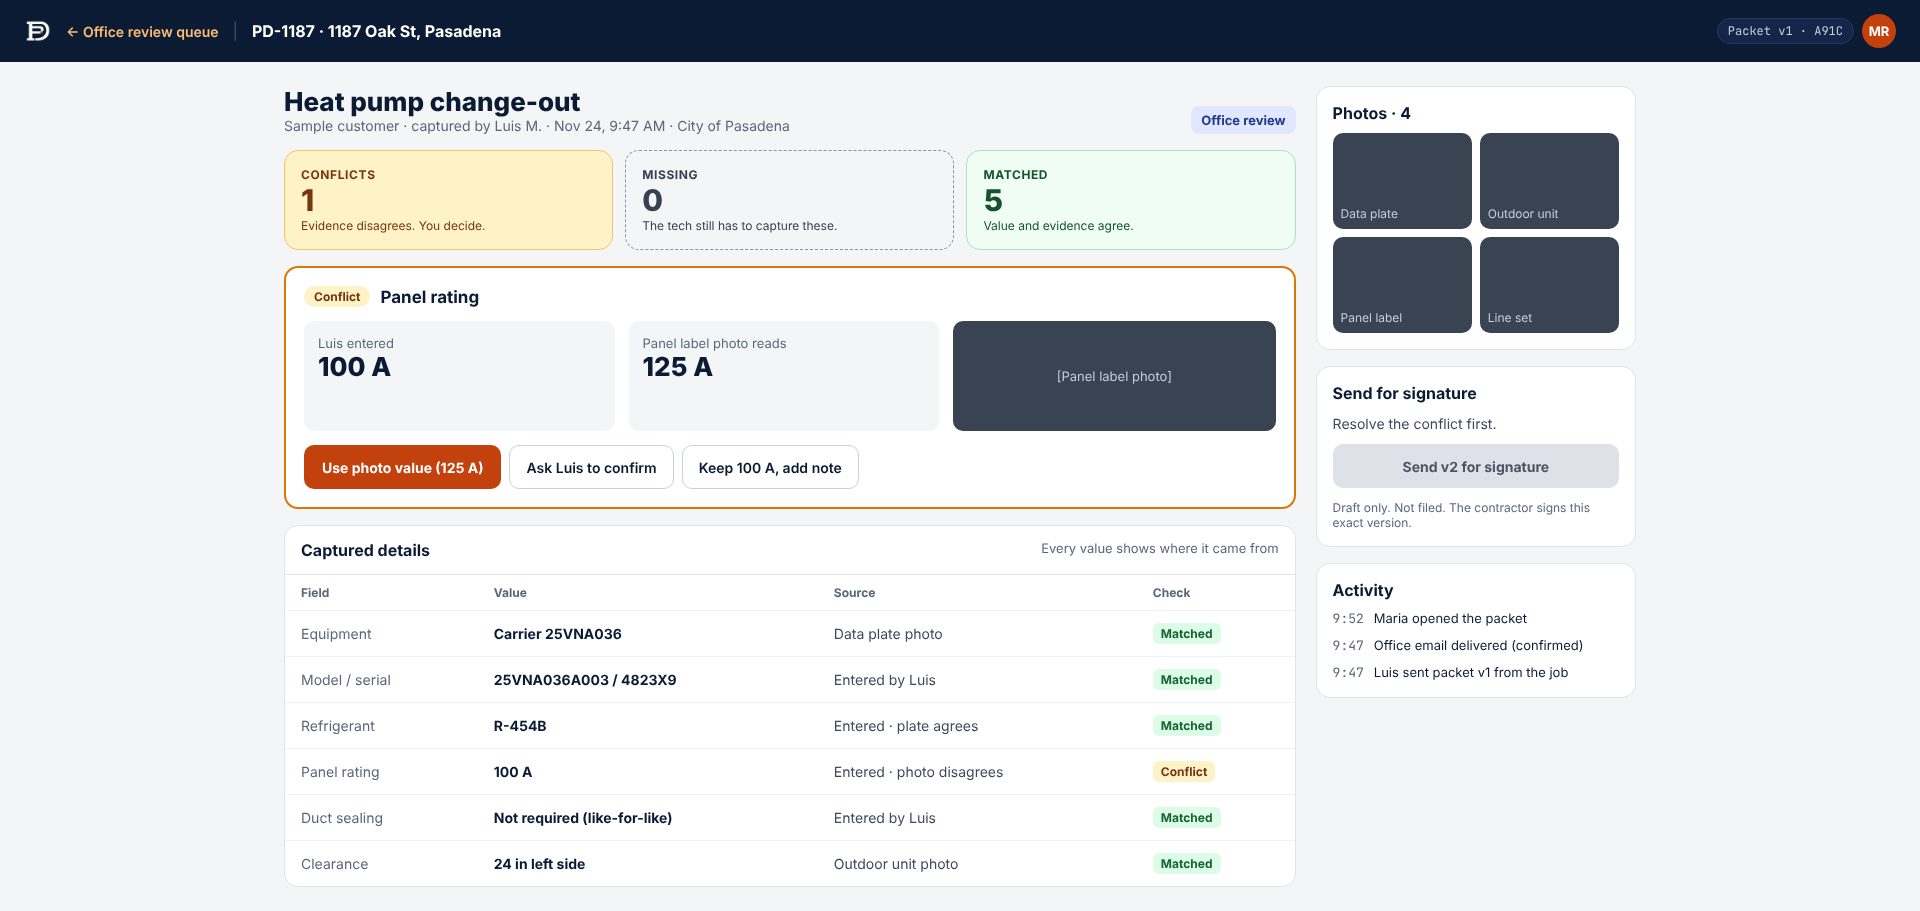 ← Office review queue
PD-1187 · 1187 Oak St, Pasadena
Packet v1 · A91C
MR
Heat pump change-out
Sample customer · captured by Luis M. · Nov 24, 9:47 AM · City of Pasadena
Office review
CONFLICTS
1
Evidence disagrees. You decide.
MISSING
0
The tech still has to capture these.
MATCHED
5
Value and evidence agree.
Conflict
Panel rating
Luis entered
100 A
Panel label photo reads
125 A
[Panel label photo]
Use photo value (125 A)
Ask Luis to confirm
Keep 100 A, add note
Captured details
Every value shows where it came from
Field Value Source Check
Equipment Carrier 25VNA036 Data plate photo Matched
Model / serial 25VNA036A003 / 4823X9 Entered by Luis Matched
Refrigerant R-454B Entered · plate agrees Matched
Panel rating 100 A Entered · photo disagrees Conflict
Duct sealing Not required (like-for-like) Entered by Luis Matched
Clearance 24 in left side Outdoor unit photo Matched
Photos · 4
Data plate
Outdoor unit
Panel label
Line set
Send for signature
Resolve the conflict first.
Send v2 for signature
Draft only. Not filed. The contractor signs this
exact version.
Activity
9:52 Maria opened the packet
9:47 Office email delivered (confirmed)
9:47 Luis sent packet v1 from the job